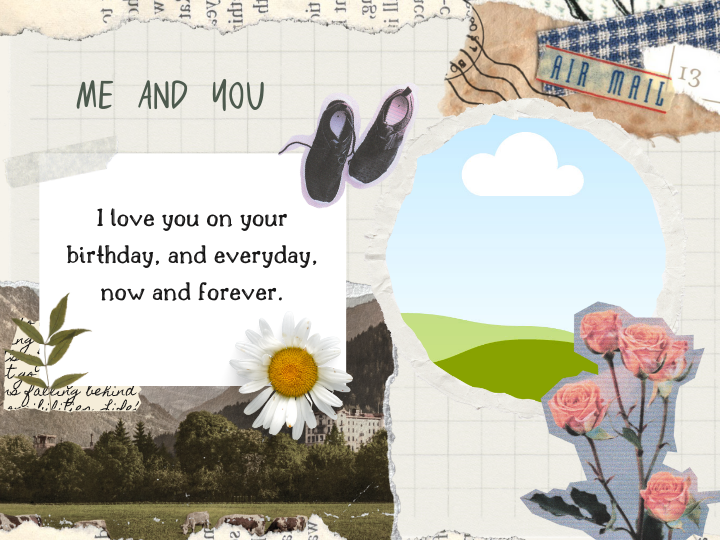 ME AND YOU
AIR MAIL
13
I love you on your
birthday, and everyday,
now and forever.
falling behind